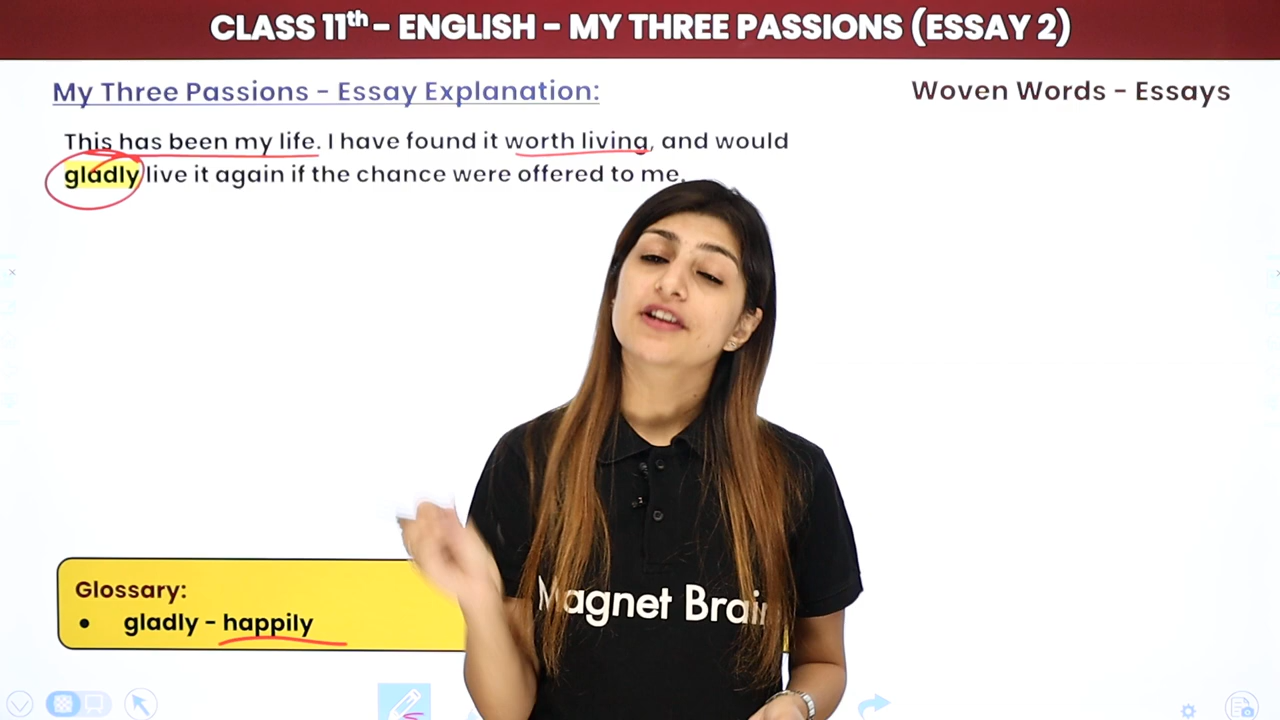 CLASS 11th - ENGLISH - MY THREE PASSIONS (ESSAY 2)
My Three Passions - Essay Explanation:
Woven Words - Essays
This has been my life. I have found it worth living, and would
gladly live it again if the chance were offered to me.
Glossary:
• gladly - happily
Magnet Brain